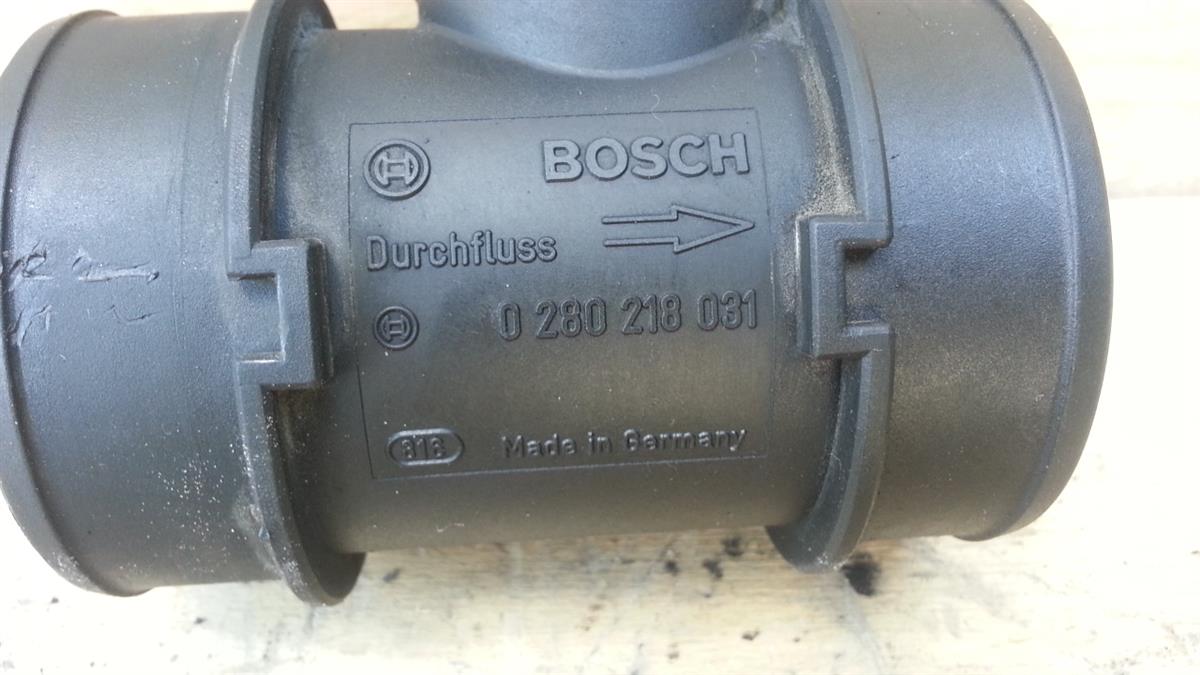 BOSCH
Durchfluss
0 280 218 031
Made in Germany